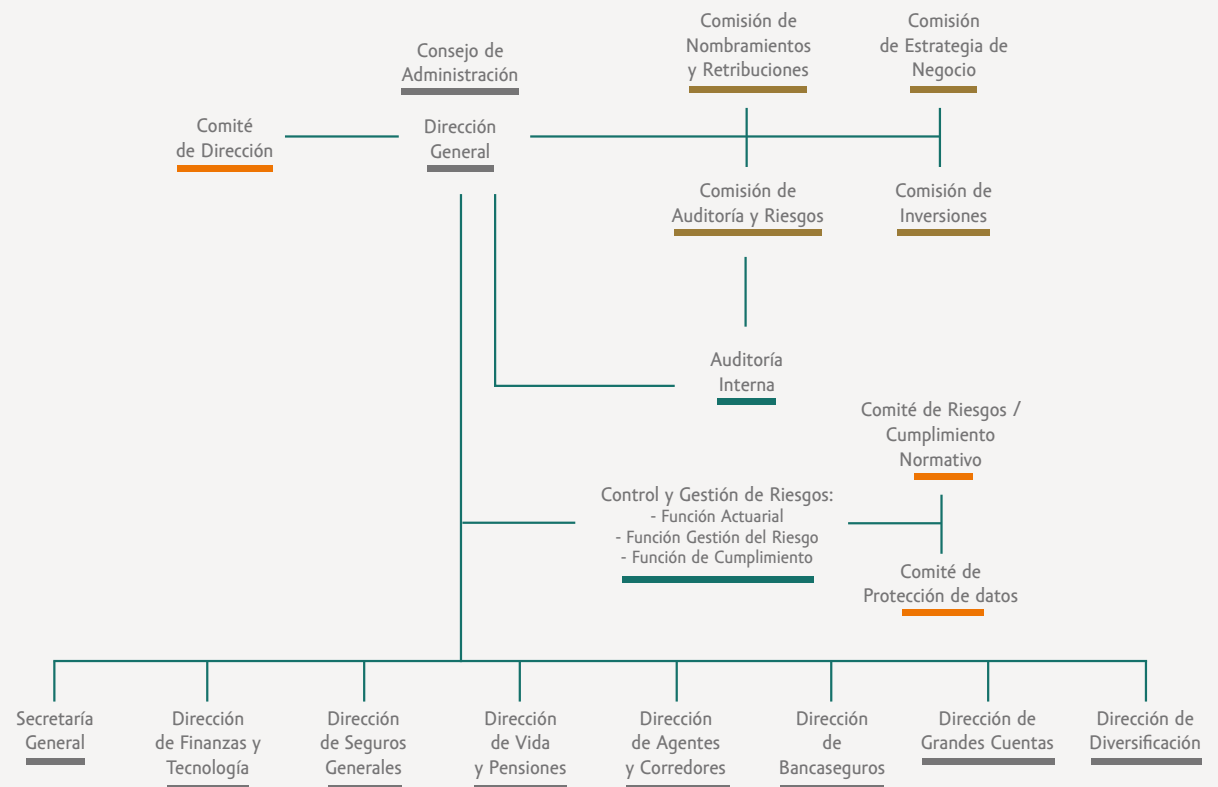 Consejo de
Administración
Comisión de
Nombramientos
y Retribuciones
Comisión
de Estrategia de
Negocio
Comité
de Dirección
Dirección
General
Comisión de
Auditoría y Riesgos
Comisión de
Inversiones
Auditoría
Interna
Comité de Riesgos /
Cumplimiento
Normativo
Control y Gestión de Riesgos:
- Función Actuarial
- Función Gestión del Riesgo
- Función de Cumplimiento
Comité de
Protección de datos
Secretaría
General
Dirección
de Finanzas y
Tecnología
Dirección
de Seguros
Generales
Dirección
de Vida
y Pensiones
Dirección
de Agentes
y Corredores
Dirección
de
Bancaseguros
Dirección de
Grandes Cuentas
Dirección de
Diversificación